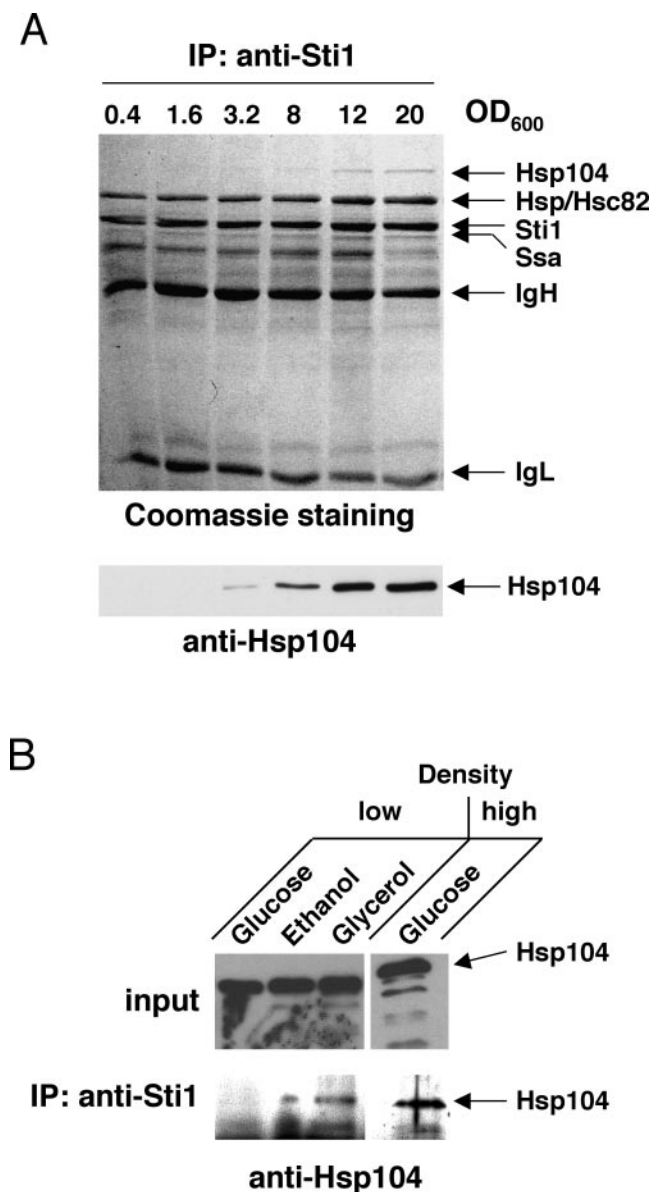 A
IP: anti-Sti1
0.4 1.6 3.2 8 12 20 OD600
Hsp104
Hsp/Hsc82
Sti1
Ssa
IgH
IgL
Coomassie staining
Hsp104
anti-Hsp104
B
Density
low high
Glucose Ethanol Glycerol Glucose
Hsp104
input
IP: anti-Sti1 Hsp104
anti-Hsp104